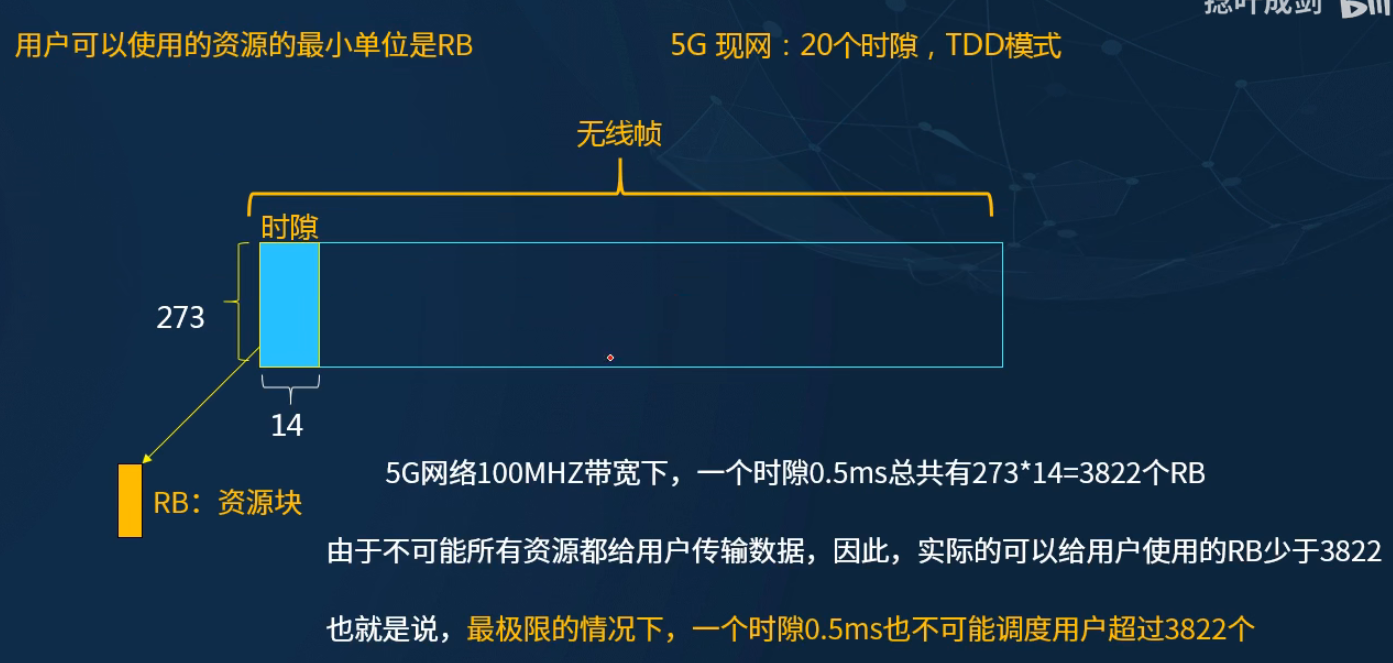 捻叶成剑
用户可以使用的资源的最小单位是RB
5G 现网：20个时隙，TDD模式
无线帧
时隙
273
14
RB：资源块
5G网络100MHZ带宽下，一个时隙0.5ms总共有273*14=3822个RB
由于不可能所有资源都给用户传输数据，因此，实际的可以给用户使用的RB少于3822
也就是说，最极限的情况下，一个时隙0.5ms也不可能调度用户超过3822个